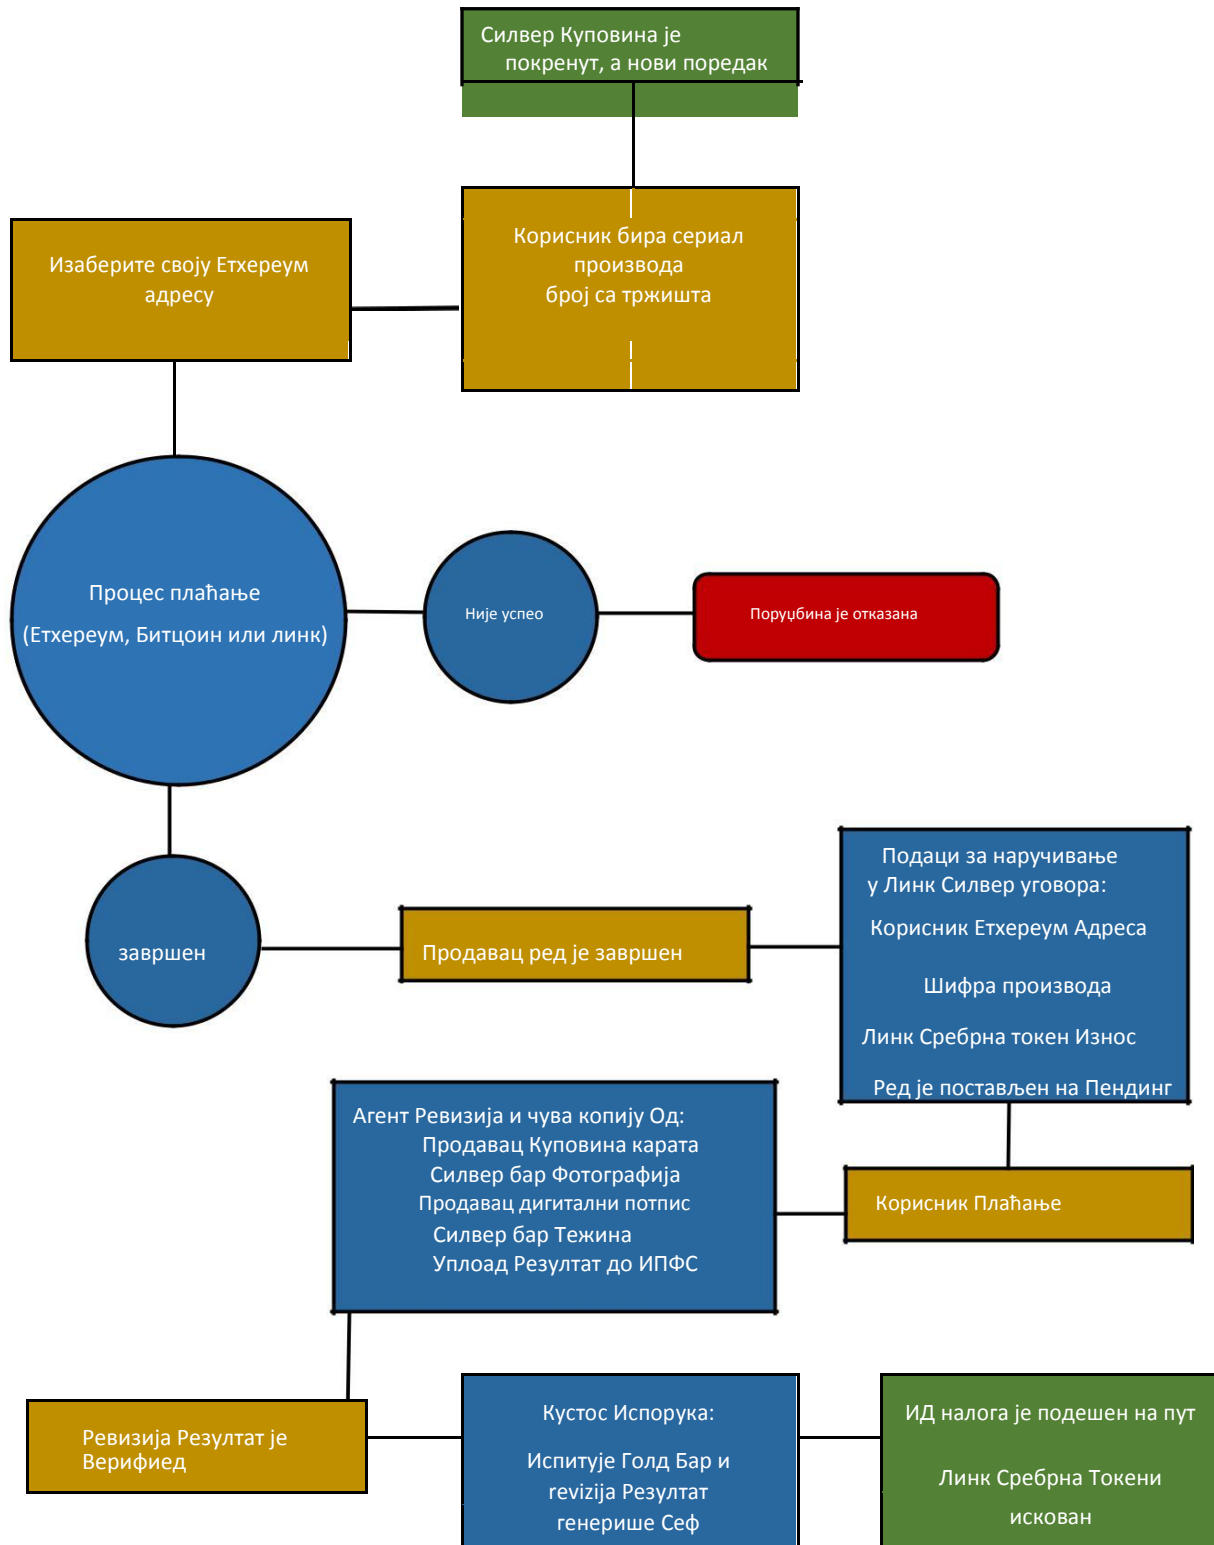 Силвер Куповина је
покренут, а нови поредак
Изаберите своју Етхереум
адресу
Корисник бира сериал
производа
број са тржишта
Процес плаћање
(Етхереум, Битцоин или линк)
Није успео
Поруџбина је отказана
завршен
Продавац ред је завршен
Подаци за наручивање
у Линк Силвер уговора:
Корисник Етхереум Адреса
Шифра производа
Линк Сребрна токен Износ
Ред је постављен на Пендинг
Агент Ревизија и чува копију Од:
Продавац Куповина карата
Силвер бар Фотографија
Продавац дигитални потпис
Силвер бар Тежина
Уплоад Резултат до ИПФС
Корисник Плаћање
Ревизија Резултат је
Верифиед
Кустос Испорука:
Испитује Голд Бар и
revizija Резултат
генерише Сеф
ИД налога је подешен на пут
Линк Сребрна Токени
искован